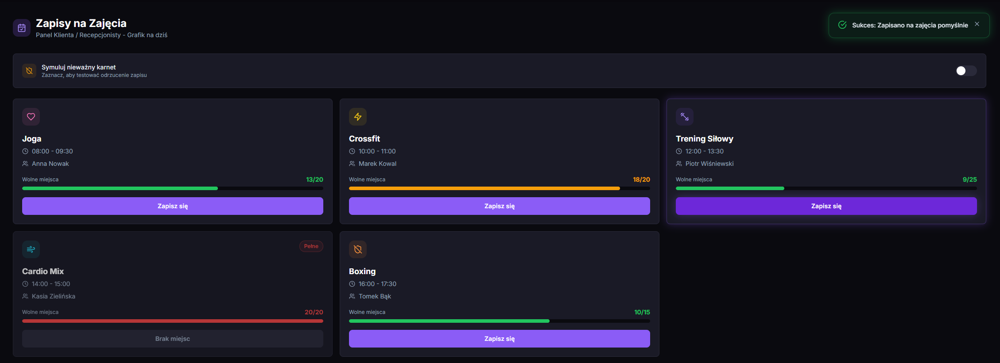 Zapisy na Zajęcia
Panel Klienta / Recepcjonisty - Grafik na dziś
Sukces: Zapisano na zajęcia pomyślnie
Symuluj nieważny karnet
Zaznacz, aby testować odrzucenie zapisu
Joga
08:00 - 09:30
Anna Nowak
Wolne miejsca 13/20
Zapisz się
Crossfit
10:00 - 11:00
Marek Kowal
Wolne miejsca 18/20
Zapisz się
Trening Siłowy
12:00 - 13:30
Piotr Wiśniewski
Wolne miejsca 9/25
Zapisz się
Pełne
Cardio Mix
14:00 - 15:00
Kasia Zielińska
Wolne miejsca 20/20
Brak miejsc
Boxing
16:00 - 17:30
Tomek Bąk
Wolne miejsca 10/15
Zapisz się